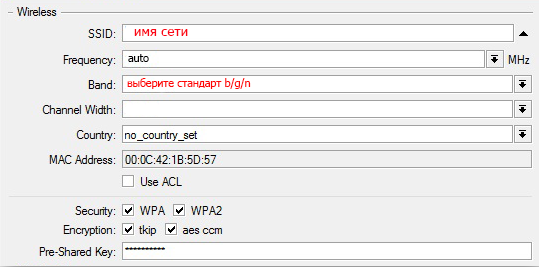 Wireless
SSID: имя сети
Frequency: auto MHz
Band: выберите стандарт b/g/n
Channel Width:
Country: no_country_set
MAC Address: 00:0C:42:1B:5D:57
Use ACL
Security: WPA WPA2
Encryption: tkip aes ccm
Pre-Shared Key: **********